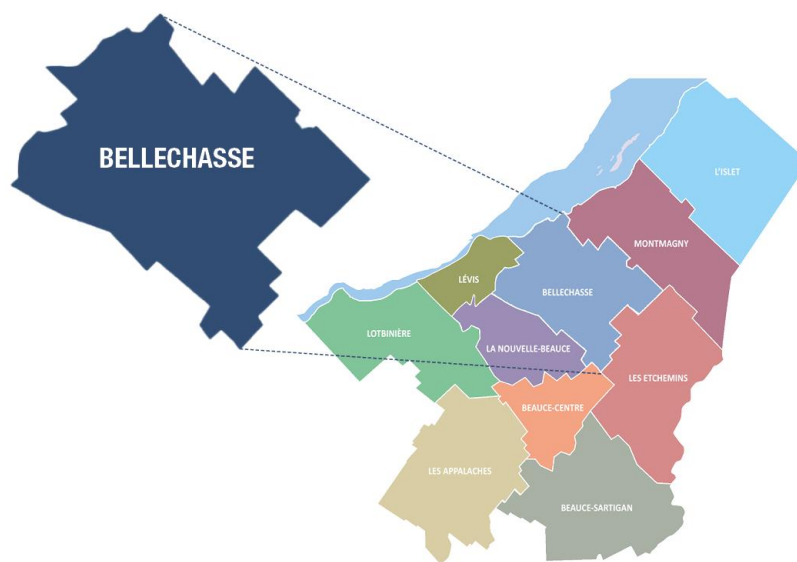 BELLECHASSE
L'ISLET
MONTMAGNY
LÉVIS
BELLECHASSE
LOTBINIÈRE
LA NOUVELLE-BEAUCE
LES ETCHEMINS
BEAUCE-CENTRE
LES APPALACHES
BEAUCE-SARTIGAN